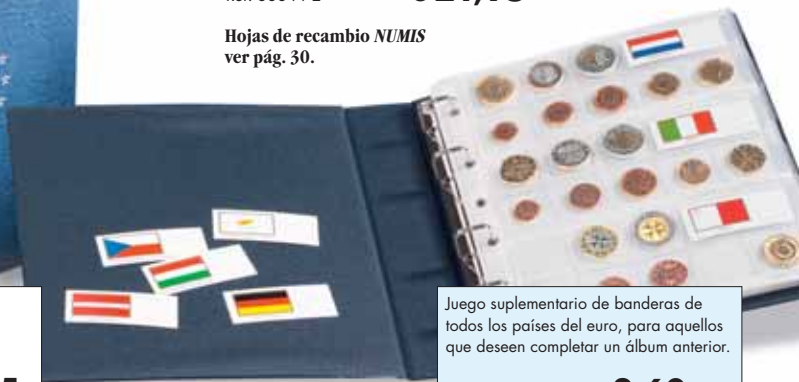 Hojas de recambio NUMIS
ver pág. 30.
Juego suplementario de banderas de
todos los países del euro, para aquellos
que deseen completar un álbum anterior.